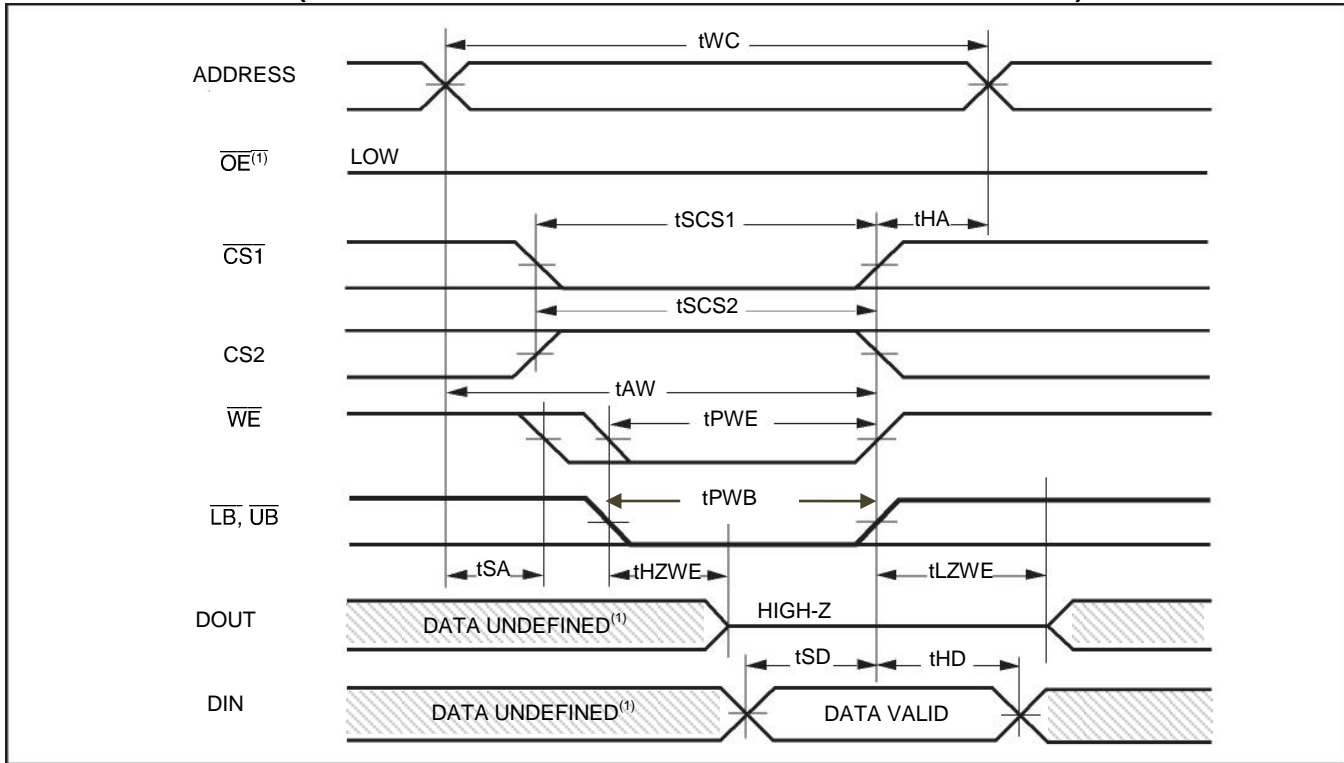 tWC
ADDRESS
OE(1)
LOW
tSCS1
tHA
CS1
tSCS2
CS2
tAW
WE
tPWE
tPWB
LB, UB
tSA
tHZWE
tLZWE
DOUT
DATA UNDEFINED(1)
HIGH-Z
tSD
tHD
DIN
DATA UNDEFINED(1)
DATA VALID